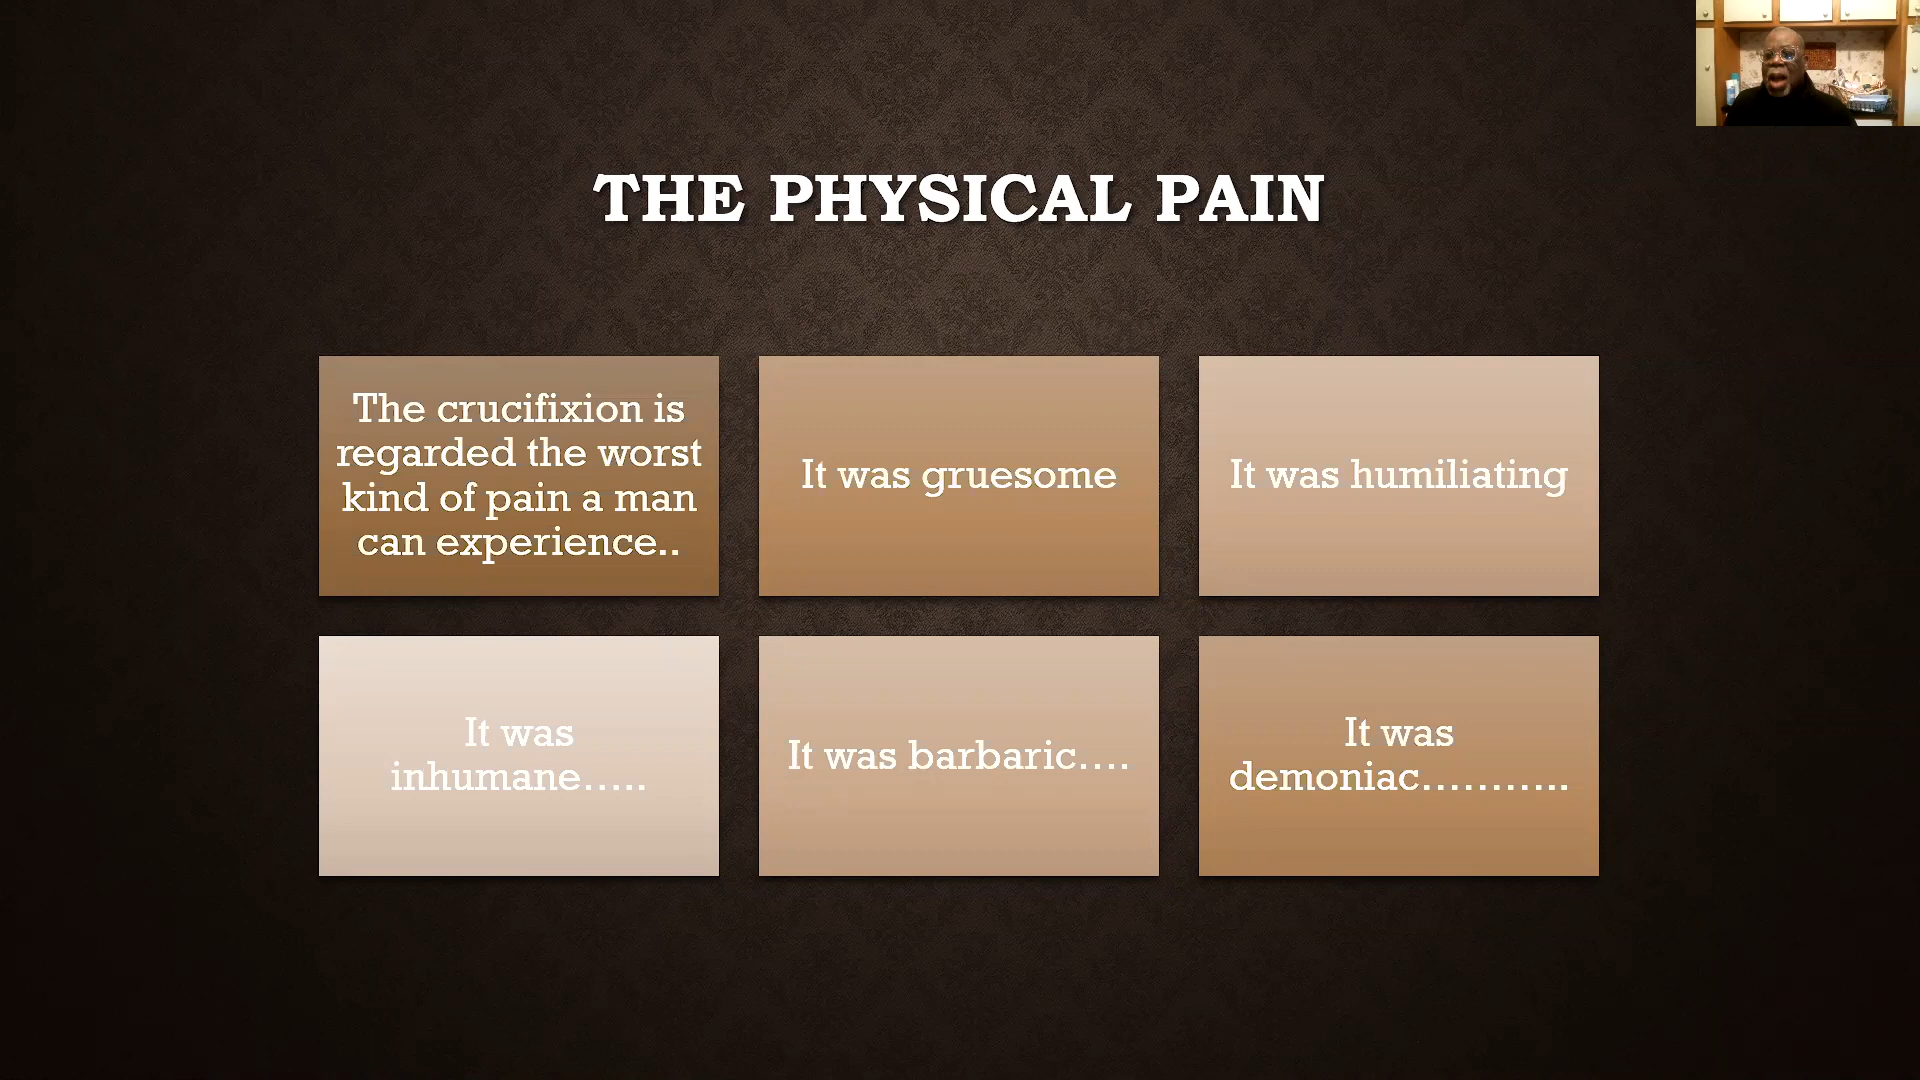 THE PHYSICAL PAIN
The crucifixion is
regarded the worst
kind of pain a man
can experience..
It was gruesome
It was humiliating
It was
inhumane.....
It was barbaric....
It was
demoniac...........